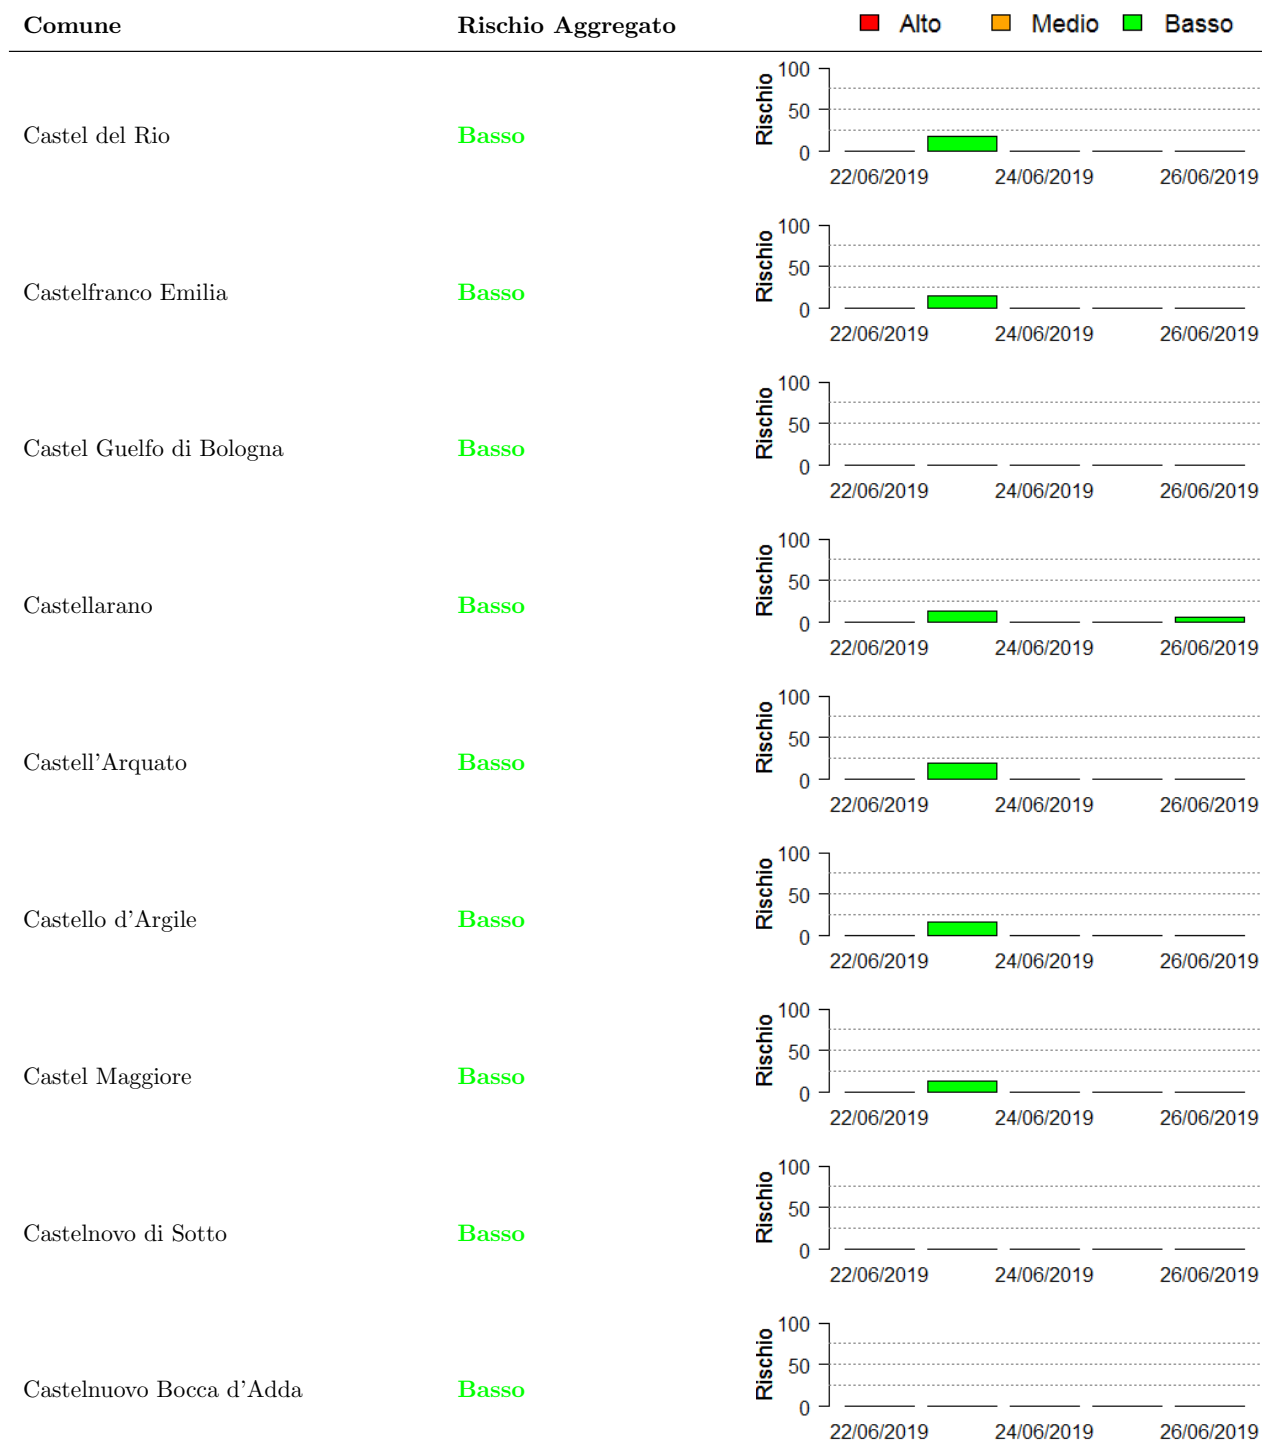 Comune Rischio Aggregato Alto Medio Basso
100
50
0
Rischio
Castel del Rio Basso
22/06/2019 24/06/2019 26/06/2019
100
50
0
Rischio
Castelfranco Emilia Basso
22/06/2019 24/06/2019 26/06/2019
100
50
0
Rischio
Castel Guelfo di Bologna Basso
22/06/2019 24/06/2019 26/06/2019
100
50
0
Rischio
Castellarano Basso
22/06/2019 24/06/2019 26/06/2019
100
50
0
Rischio
Castell'Arquato Basso
22/06/2019 24/06/2019 26/06/2019
100
50
0
Rischio
Castello d'Argile Basso
22/06/2019 24/06/2019 26/06/2019
100
50
0
Rischio
Castel Maggiore Basso
22/06/2019 24/06/2019 26/06/2019
100
50
0
Rischio
Castelnovo di Sotto Basso
22/06/2019 24/06/2019 26/06/2019
100
50
0
Rischio
Castelnuovo Bocca d'Adda Basso
22/06/2019 24/06/2019 26/06/2019